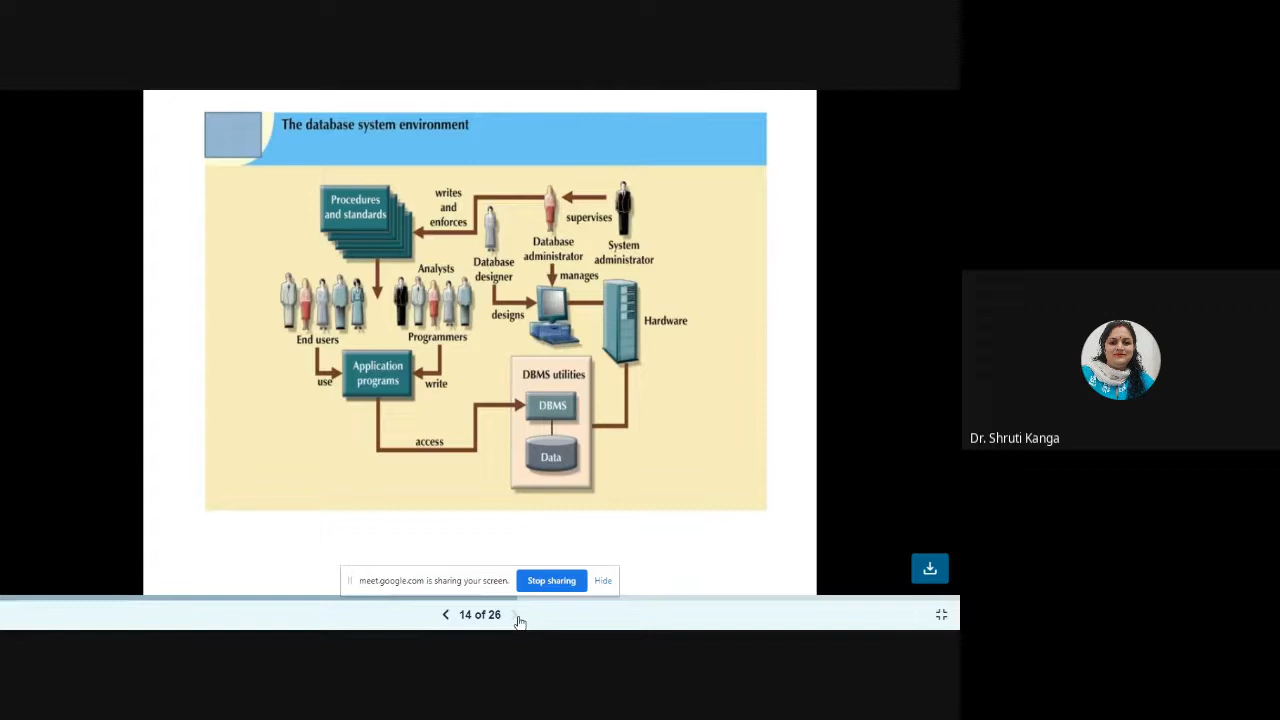 The database system environment
Procedures
and standards
writes
and
enforces
supervises
Database
designer
Database
administrator
System
administrator
manages
Analysts
designs
Hardware
End users
Programmers
Application
programs
use
write
DBMS utilities
DBMS
Data
access
Dr. Shruti Kanga
meet.google.com is sharing your screen.
Stop sharing
Hide
14 of 26